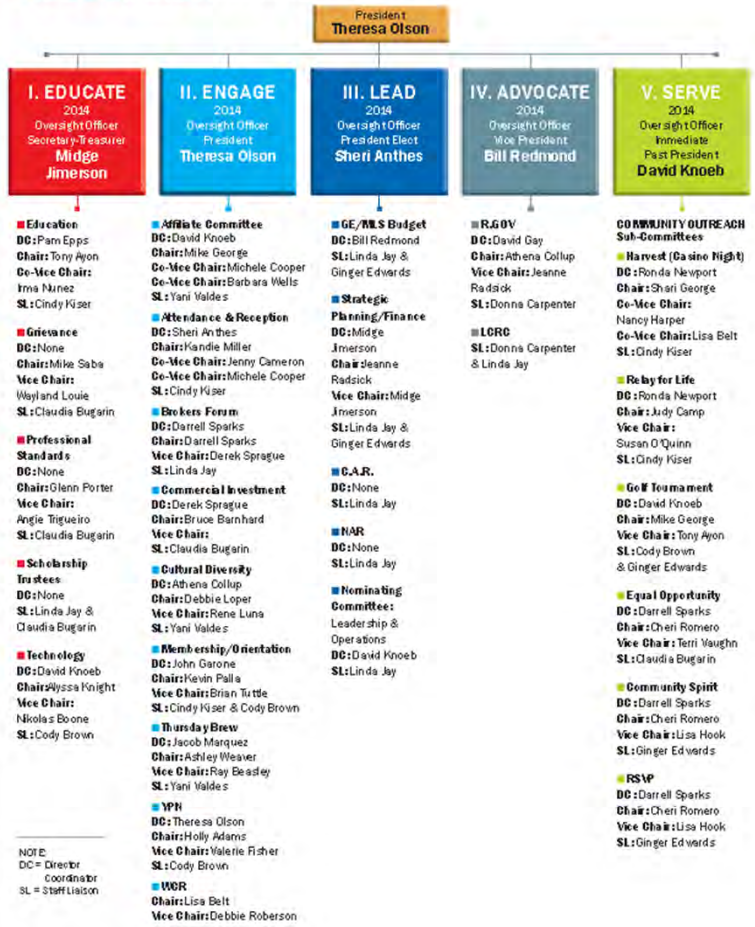 President
Theresa Olson
I. EDUCATE
2014
Oversight Officer
Secretary-Treasurer
Midge
Jimerson
Education
DC: Pam Epps
Chair: Tony Ayon
Co-Vice Chair:
Irma Nunez
SL: Cindy Kiser
Grievance
DC: None
Chair: Mike Saba
Vice Chair:
Wayland Louie
SL: Claudia Bugarin
Professional
Standards
DC: None
Chair: Glenn Porter
Vice Chair:
Angie Trigueiro
SL: Claudia Bugarin
Scholarship
Trustees
DC: None
SL: Linda Jay &
Claudia Bugarin
Technology
DC: David Knoeb
Chair: Alyssa Knight
Vice Chair:
Nikolas Boone
SL: Cody Brown
NOTE:
DC = Director
Coordinator
SL = Staff Liaison
II. ENGAGE
2014
Oversight Officer
President
Theresa Olson
Affiliate Committee
DC: David Knoeb
Chair: Mike George
Co-Vice Chair: Michele Cooper
Co-Vice Chair: Barbara Wells
SL: Yani Valdes
Attendance & Reception
DC: Sheri Anthes
Chair: Kandie Miller
Co-Vice Chair: Jenny Cameron
Co-Vice Chair: Michele Cooper
SL: Cindy Kiser
Brokers Forum
DC: Darrell Sparks
Chair: Darrell Sparks
Vice Chair: Derek Sprague
SL: Linda Jay
Commercial Investment
DC: Derek Sprague
Chair: Bruce Barnhard
Vice Chair:
SL: Claudia Bugarin
Cultural Diversity
DC: Athena Collup
Chair: Debbie Loper
Vice Chair: Rene Luna
SL: Yani Valdes
Membership/Orientation
DC: John Garone
Chair: Kevin Palla
Vice Chair: Brian Tuttle
SL: Cindy Kiser & Cody Brown
Thursday Brew
DC: Jacob Marquez
Chair: Ashley Weaver
Vice Chair: Ray Beasley
SL: Yani Valdes
YPN
DC: Theresa Olson
Chair: Holly Adams
Vice Chair: Valerie Fisher
SL: Cody Brown
WCR
Chair: Lisa Belt
Vice Chair: Debbie Roberson
III. LEAD
2014
Oversight Officer
President Elect
Sheri Anthes
GE/MLS Budget
DC: Bill Redmond
SL: Linda Jay &
Ginger Edwards
Strategic
Planning/Finance
DC: Midge
Jimerson
Chair: Jeanne
Radsick
Vice Chair: Midge
Jimerson
SL: Linda Jay &
Ginger Edwards
C.A.R.
DC: None
SL: Linda Jay
NAR
DC: None
SL: Linda Jay
Nominating
Committee:
Leadership &
Operations
DC: David Knoeb
SL: Linda Jay
IV. ADVOCATE
2014
Oversight Officer
Vice President
Bill Redmond
R.GOV
DC: David Gay
Chair: Athena Collup
Vice Chair: Jeanne
Radsick
SL: Donna Carpenter
LCRC
SL: Donna Carpenter
& Linda Jay
V. SERVE
2014
Oversight Officer
Immediate
Past President
David Knoeb
COMMUNITY OUTREACH
Sub-Committees
Harvest (Casino Night)
DC: Ronda Newport
Chair: Shari George
Co-Vice Chair:
Nancy Harper
Co-Vice Chair: Lisa Belt
SL: Cindy Kiser
Relay for Life
DC: Ronda Newport
Chair: Judy Camp
Vice Chair:
Susan O'Quinn
SL: Cindy Kiser
Golf Tournament
DC: David Knoeb
Chair: Mike George
Vice Chair: Tony Ayon
SL: Cody Brown
& Ginger Edwards
Equal Opportunity
DC: Darrell Sparks
Chair: Cheri Romero
Vice Chair: Terri Vaughn
SL: Claudia Bugarin
Community Spirit
DC: Darrell Sparks
Chair: Cheri Romero
Vice Chair: Lisa Hook
SL: Ginger Edwards
RSVP
DC: Darrell Sparks
Chair: Cheri Romero
Vice Chair: Lisa Hook
SL: Ginger Edwards